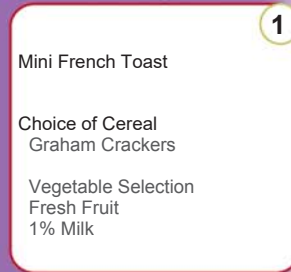 1
Mini French Toast
Choice of Cereal
Graham Crackers
Vegetable Selection
Fresh Fruit
1% Milk